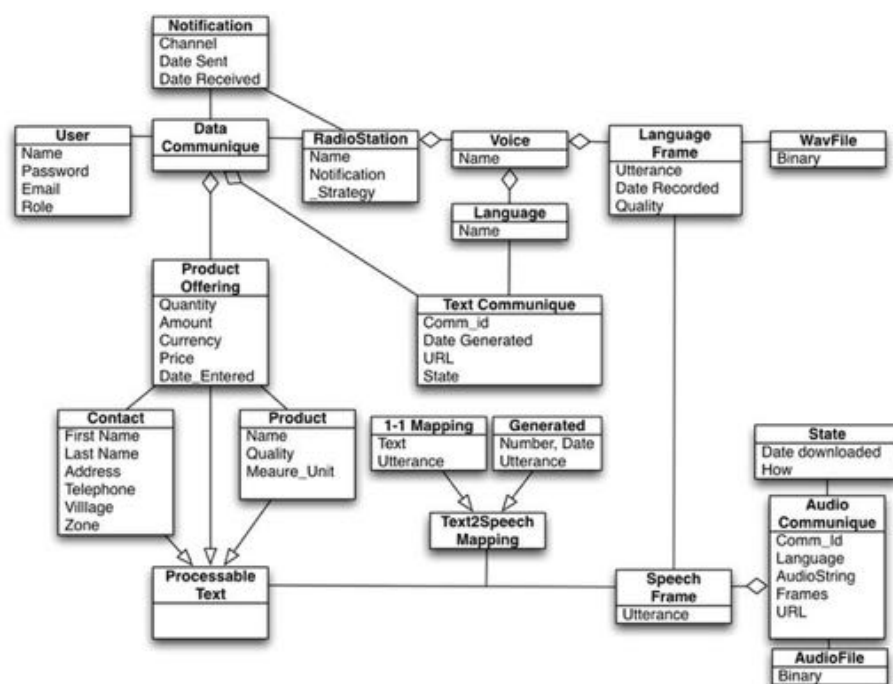 Notification
Channel
Date Sent
Date Received
User
Name
Password
Email
Role
Data
Communique
RadioStation
Name
Notification
_Strategy
Voice
Name
Language
Frame
Utterance
Date Recorded
Quality
WavFile
Binary
Language
Name
Product
Offering
Quantity
Amount
Currency
Price
Date_Entered
Text Communique
Comm_id
Date Generated
URL
State
Contact
First Name
Last Name
Address
Telephone
Villlage
Zone
Product
Name
Quality
Meaure_Unit
1-1 Mapping
Text
Utterance
Generated
Number, Date
Utterance
State
Date downloaded
How
Text2Speech
Mapping
Audio
Communique
Comm_Id
Language
AudioString
Frames
URL
Processable
Text
Speech
Frame
Utterance
AudioFile
Binary